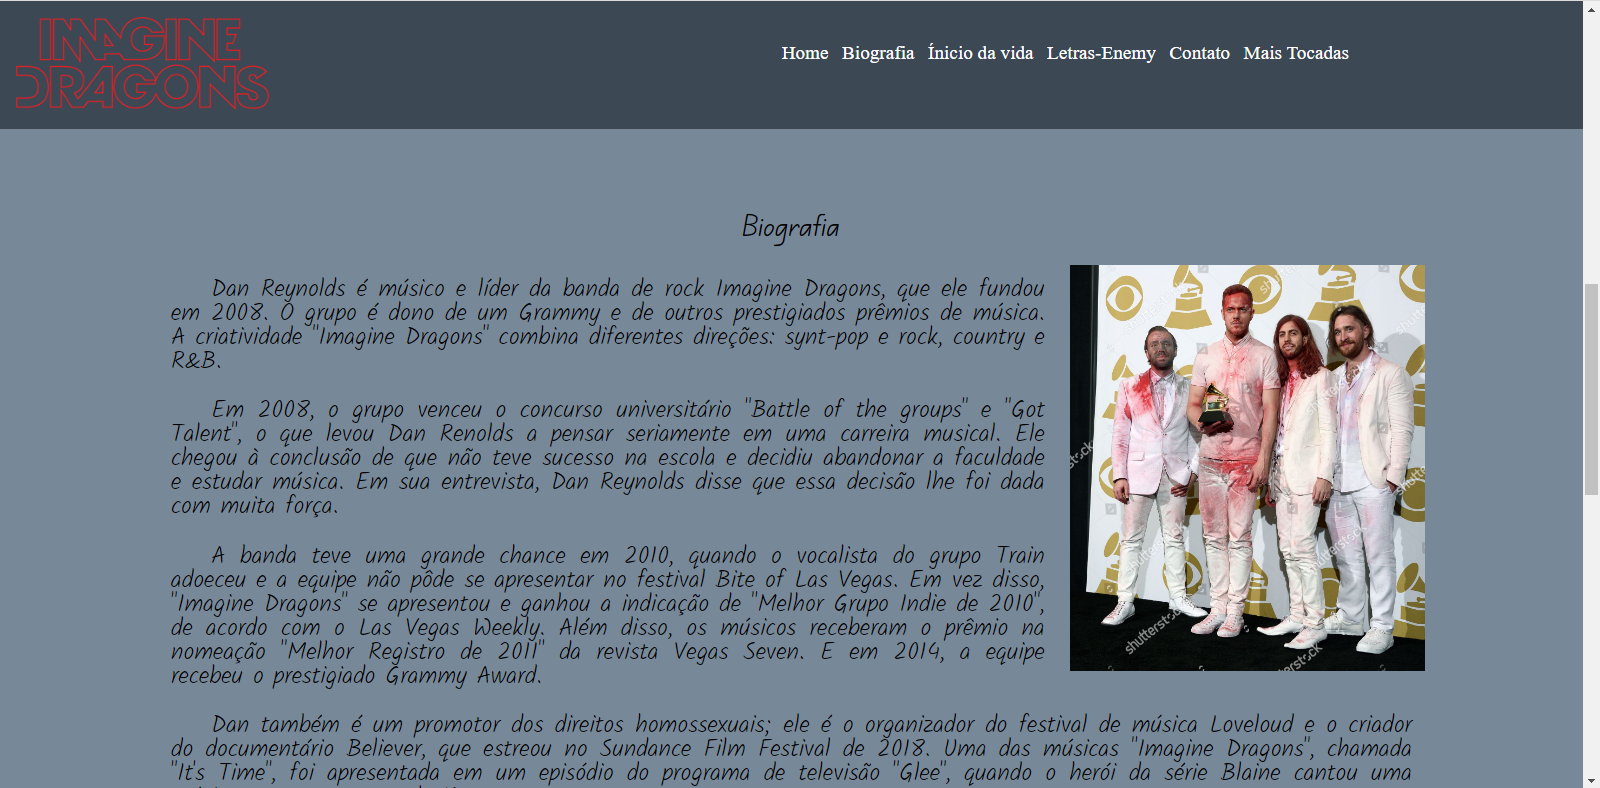 IMAGINE
DRAGONS
Home Biografia Ínicio da vida Letras-Enemy Contato Mais Tocadas
Biografia
Dan Reynolds é músico e líder da banda de rock Imagine Dragons, que ele fundou
em 2008. O grupo é dono de um Grammy e de outros prestigiados prêmios de música.
A criatividade "Imagine Dragons" combina diferentes direções: synt-pop e rock, country e
R&B.
Em 2008, o grupo venceu o concurso universitário "Battle of the groups" e "Got
Talent", o que levou Dan Renolds a pensar seriamente em uma carreira musical. Ele
chegou à conclusão de que não teve sucesso na escola e decidiu abandonar a faculdade
e estudar música. Em sua entrevista, Dan Reynolds disse que essa decisão lhe foi dada
com muita força.
A banda teve uma grande chance em 2010, quando o vocalista do grupo Train
adoeceu e a equipe não pôde se apresentar no festival Bite of Las Vegas. Em vez disso,
"Imagine Dragons" se apresentou e ganhou a indicação de "Melhor Grupo Indie de 2010",
de acordo com o Las Vegas Weekly. Além disso, os músicos receberam o prêmio na
nomeação "Melhor Registro de 2011" da revista Vegas Seven. E em 2014, a equipe
recebeu o prestigiado Grammy Award.
Dan também é um promotor dos direitos homossexuais; ele é o organizador do festival de música Loveloud e o criador
do documentário Believer, que estreou no Sundance Film Festival de 2018. Uma das músicas "Imagine Dragons", chamada
"It's Time", foi apresentada em um episódio do programa de televisão "Glee", quando o herói da série Blaine cantou uma